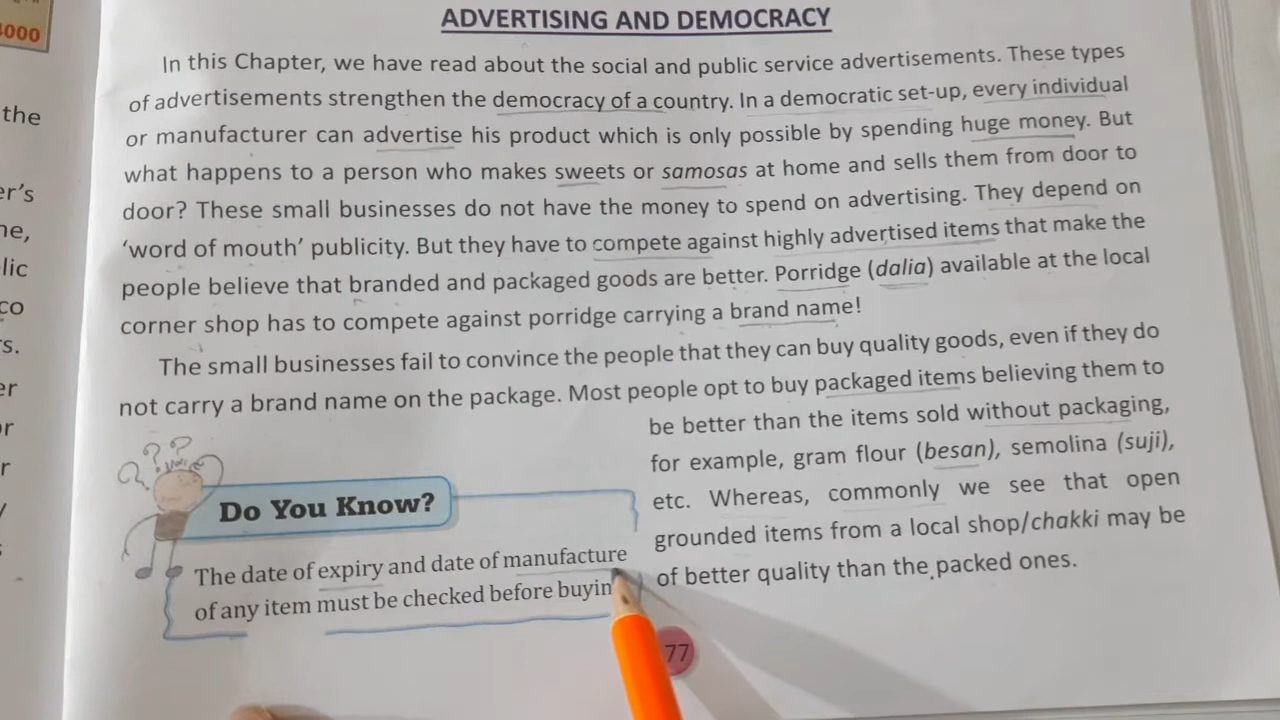 000
the
er's
ne,
lic
co
s.
er
or
r
ADVERTISING AND DEMOCRACY
In this Chapter, we have read about the social and public service advertisements. These types
of advertisements strengthen the democracy of a country. In a democratic set-up, every individual
or manufacturer can advertise his product which is only possible by spending huge money. But
what happens to a person who makes sweets or samosas at home and sells them from door to
door? These small businesses do not have the money to spend on advertising. They depend on
‘word of mouth’ publicity. But they have to compete against highly advertised items that make the
people believe that branded and packaged goods are better. Porridge (dalia) available at the local
corner shop has to compete against porridge carrying a brand name!
The small businesses fail to convince the people that they can buy quality goods, even if they do
not carry a brand name on the package. Most people opt to buy packaged items believing them to
be better than the items sold without packaging,
for example, gram flour (besan), semolina (suji),
etc. Whereas, commonly we see that open
grounded items from a local shop/chakki may be
of better quality than the packed ones.
Do You Know?
The date of expiry and date of manufacture
of any item must be checked before buyin
77